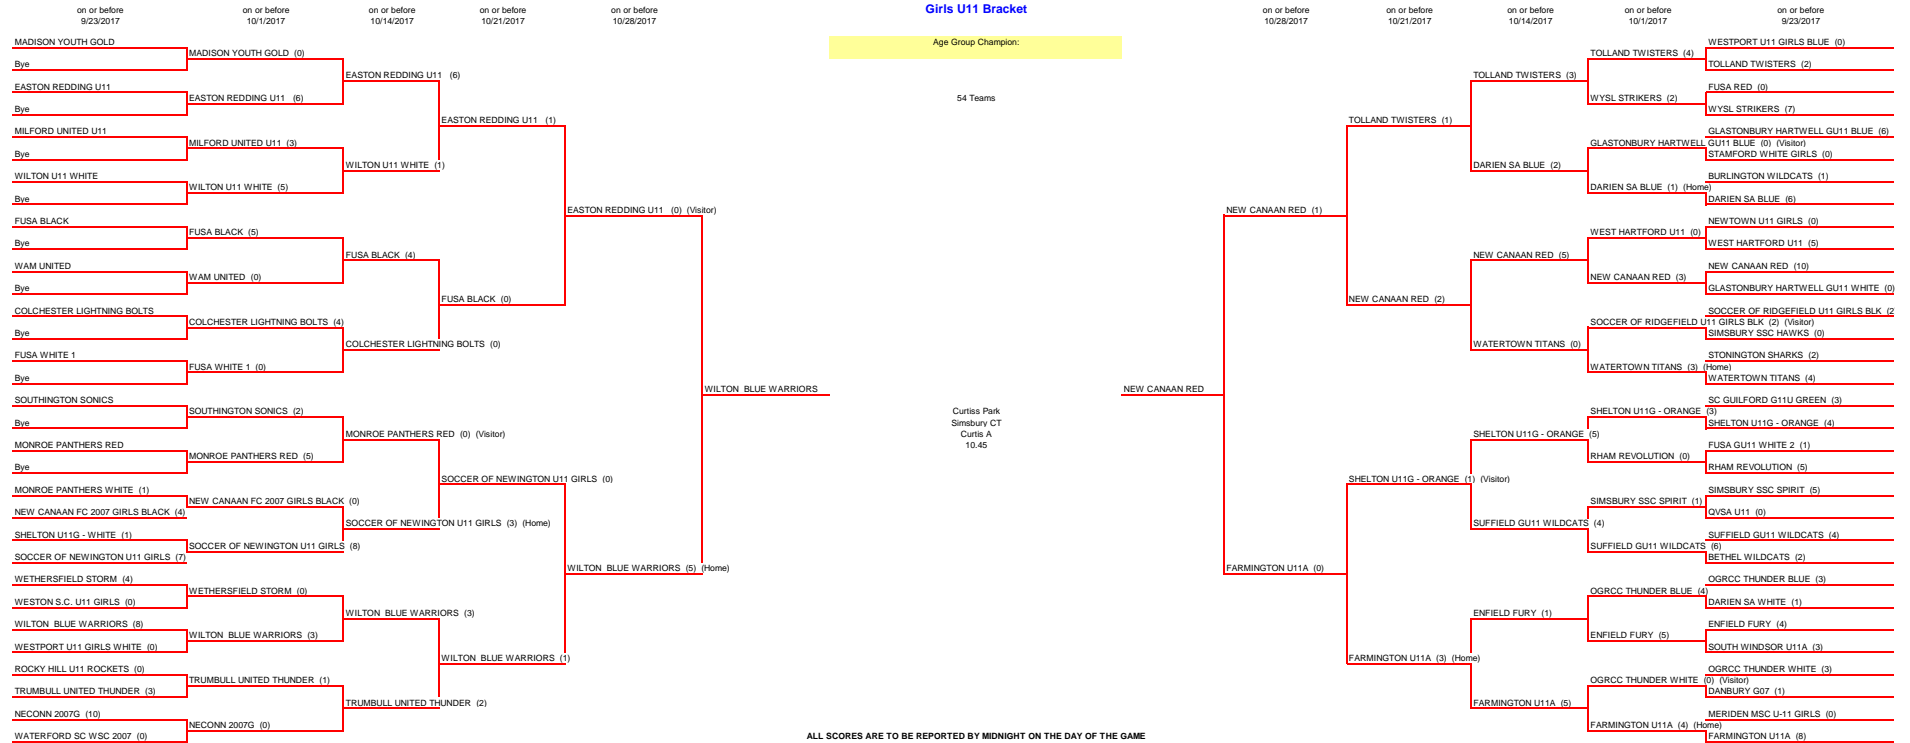 Girls U11 Bracket
on or before
9/23/2017
on or before
10/1/2017
on or before
10/14/2017
on or before
10/21/2017
on or before
10/28/2017
on or before
10/28/2017
on or before
10/21/2017
on or before
10/14/2017
on or before
10/1/2017
on or before
9/23/2017
MADISON YOUTH GOLD
Bye
EASTON REDDING U11
Bye
MILFORD UNITED U11
Bye
WILTON U11 WHITE
Bye
FUSA BLACK
Bye
WAM UNITED
Bye
COLCHESTER LIGHTNING BOLTS
Bye
FUSA WHITE 1
Bye
SOUTHINGTON SONICS
Bye
MONROE PANTHERS RED
Bye
MONROE PANTHERS WHITE (1)
NEW CANAAN FC 2007 GIRLS BLACK (4)
SHELTON U11G - WHITE (1)
SOCCER OF NEWINGTON U11 GIRLS (7)
WETHERSFIELD STORM (4)
WESTON S.C. U11 GIRLS (0)
WILTON BLUE WARRIORS (8)
WESTPORT U11 GIRLS WHITE (0)
ROCKY HILL U11 ROCKETS (0)
TRUMBULL UNITED THUNDER (3)
NECONN 2007G (10)
WATERFORD SC WSC 2007 (0)
MADISON YOUTH GOLD (0)
EASTON REDDING U11 (6)
MILFORD UNITED U11 (3)
WILTON U11 WHITE (5)
FUSA BLACK (5)
WAM UNITED (0)
COLCHESTER LIGHTNING BOLTS (4)
FUSA WHITE 1 (0)
SOUTHINGTON SONICS (2)
MONROE PANTHERS RED (5)
NEW CANAAN FC 2007 GIRLS BLACK (0)
SOCCER OF NEWINGTON U11 GIRLS (8)
WETHERSFIELD STORM (0)
WILTON BLUE WARRIORS (3)
TRUMBULL UNITED THUNDER (1)
NECONN 2007G (0)
EASTON REDDING U11 (6)
WILTON U11 WHITE (1)
FUSA BLACK (4)
COLCHESTER LIGHTNING BOLTS (0)
MONROE PANTHERS RED (0) (Visitor)
SOCCER OF NEWINGTON U11 GIRLS (3) (Home)
WILTON BLUE WARRIORS (3)
TRUMBULL UNITED THUNDER (2)
EASTON REDDING U11 (1)
FUSA BLACK (0)
SOCCER OF NEWINGTON U11 GIRLS (0)
WILTON BLUE WARRIORS (1)
EASTON REDDING U11 (0) (Visitor)
WILTON BLUE WARRIORS (5) (Home)
WILTON BLUE WARRIORS
Age Group Champion:
54 Teams
Curtiss Park
Simsbury CT
Curtis A
10.45
ALL SCORES ARE TO BE REPORTED BY MIDNIGHT ON THE DAY OF THE GAME
NEW CANAAN RED
NEW CANAAN RED (1)
FARMINGTON U11A (0)
TOLLAND TWISTERS (1)
NEW CANAAN RED (2)
SHELTON U11G - ORANGE (1) (Visitor)
FARMINGTON U11A (3) (Home)
TOLLAND TWISTERS (3)
DARIEN SA BLUE (2)
NEW CANAAN RED (5)
WATERTOWN TITANS (0)
SHELTON U11G - ORANGE (5)
SUFFIELD GU11 WILDCATS (4)
ENFIELD FURY (1)
FARMINGTON U11A (5)
TOLLAND TWISTERS (4)
WYSL STRIKERS (2)
GLASTONBURY HARTWELL GU11 BLUE (0) (Visitor)
DARIEN SA BLUE (1) (Home)
WEST HARTFORD U11 (0)
NEW CANAAN RED (3)
SOCCER OF RIDGEFIELD U11 GIRLS BLK (2) (Visitor)
WATERTOWN TITANS (3) (Home)
SHELTON U11G - ORANGE (3)
RHAM REVOLUTION (0)
SIMSBURY SSC SPIRIT (1)
SUFFIELD GU11 WILDCATS (6)
OGRCC THUNDER BLUE (4)
ENFIELD FURY (5)
OGRCC THUNDER WHITE (0) (Visitor)
FARMINGTON U11A (4) (Home)
WESTPORT U11 GIRLS BLUE (0)
TOLLAND TWISTERS (2)
FUSA RED (0)
WYSL STRIKERS (7)
GLASTONBURY HARTWELL GU11 BLUE (6)
STAMFORD WHITE GIRLS (0)
BURLINGTON WILDCATS (1)
DARIEN SA BLUE (6)
NEWTOWN U11 GIRLS (0)
WEST HARTFORD U11 (5)
NEW CANAAN RED (10)
GLASTONBURY HARTWELL GU11 WHITE (0)
SOCCER OF RIDGEFIELD U11 GIRLS BLK (2
SIMSBURY SSC HAWKS (0)
STONINGTON SHARKS (2)
WATERTOWN TITANS (4)
SC GUILFORD G11U GREEN (3)
SHELTON U11G - ORANGE (4)
FUSA GU11 WHITE 2 (1)
RHAM REVOLUTION (5)
SIMSBURY SSC SPIRIT (5)
QVSA U11 (0)
SUFFIELD GU11 WILDCATS (4)
BETHEL WILDCATS (2)
OGRCC THUNDER BLUE (3)
DARIEN SA WHITE (1)
ENFIELD FURY (4)
SOUTH WINDSOR U11A (3)
OGRCC THUNDER WHITE (3)
DANBURY G07 (1)
MERIDEN MSC U-11 GIRLS (0)
FARMINGTON U11A (8)